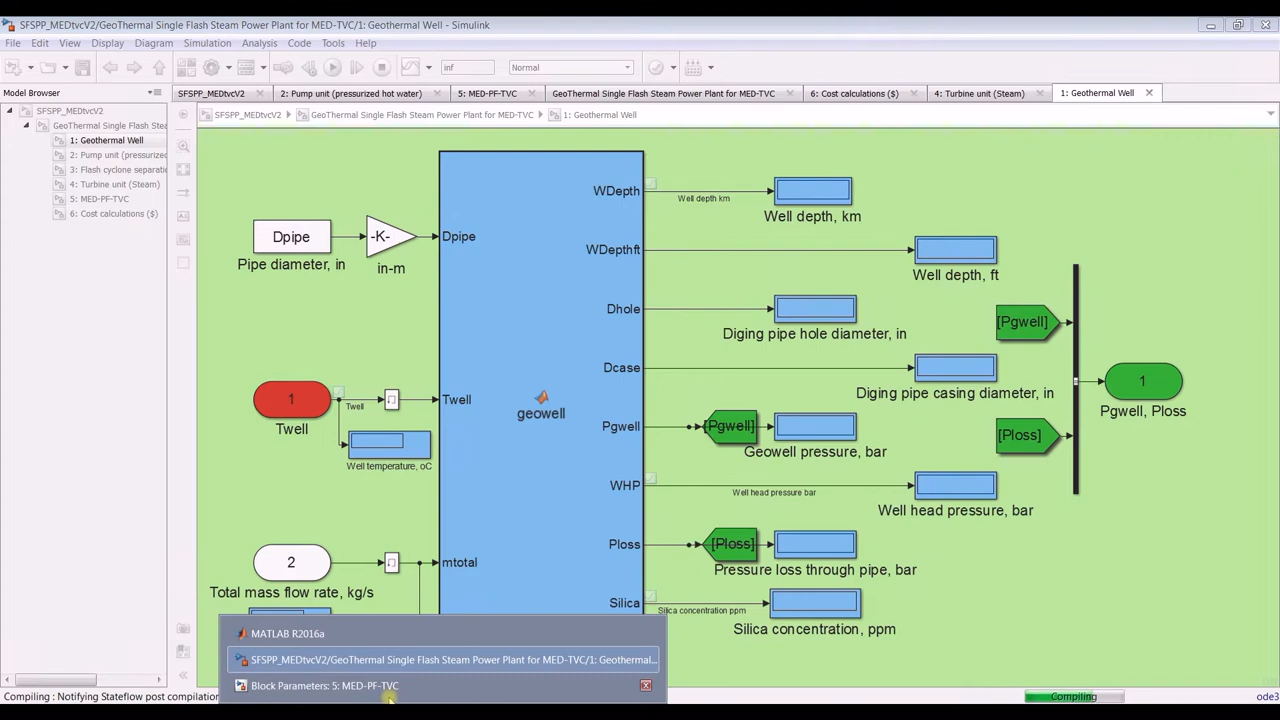 SFSPP_MEDtvcV2/GeoThermal Single Flash Steam Power Plant for MED-TVC/1: Geothermal Well - Simulink
File Edit View Display Diagram Simulation Analysis Code Tools Help
inf Normal
Model Browser
SFSPP_MEDtvcV2 2: Pump unit (pressurized hot water) 5: MED-PF-TVC GeoThermal Single Flash Steam Power Plant for MED-TVC 6: Cost calculations ($) 4: Turbine unit (Steam) 1: Geothermal Well
SFSPP_MEDtvcV2 GeoThermal Single Flash Steam Power Plant for MED-TVC 1: Geothermal Well
SFSPP_MEDtvcV2
GeoThermal Single Flash Stea
1: Geothermal Well
2: Pump unit (pressurized
3: Flash cyclone separatio
4: Turbine unit (Steam)
5: MED-PF-TVC
6: Cost calculations ($)
Dpipe
Pipe diameter, in
-K-
in-m
Dpipe
1
Twell
Twell
Well temperature, oC
Twell
2
Total mass flow rate, kg/s
mtotal
geowell
WDepth
Well depth km
Well depth, km
WDepthft
Well depth, ft
Dhole
Diging pipe hole diameter, in
Dcase
Diging pipe casing diameter, in
Pgwell
[Pgwell]
Geowell pressure, bar
WHP
Well head pressure bar
Well head pressure, bar
Ploss
[Ploss]
Pressure loss through pipe, bar
Silica
Silica concentration ppm
Silica concentration, ppm
[Pgwell]
[Ploss]
1
Pgwell, Ploss
MATLAB R2016a
SFSPP_MEDtvcV2/GeoThermal Single Flash Steam Power Plant for MED-TVC/1: Geothermal...
Block Parameters: 5: MED-PF-TVC
Compiling : Notifying Stateflow post compilation
Compiling
ode3